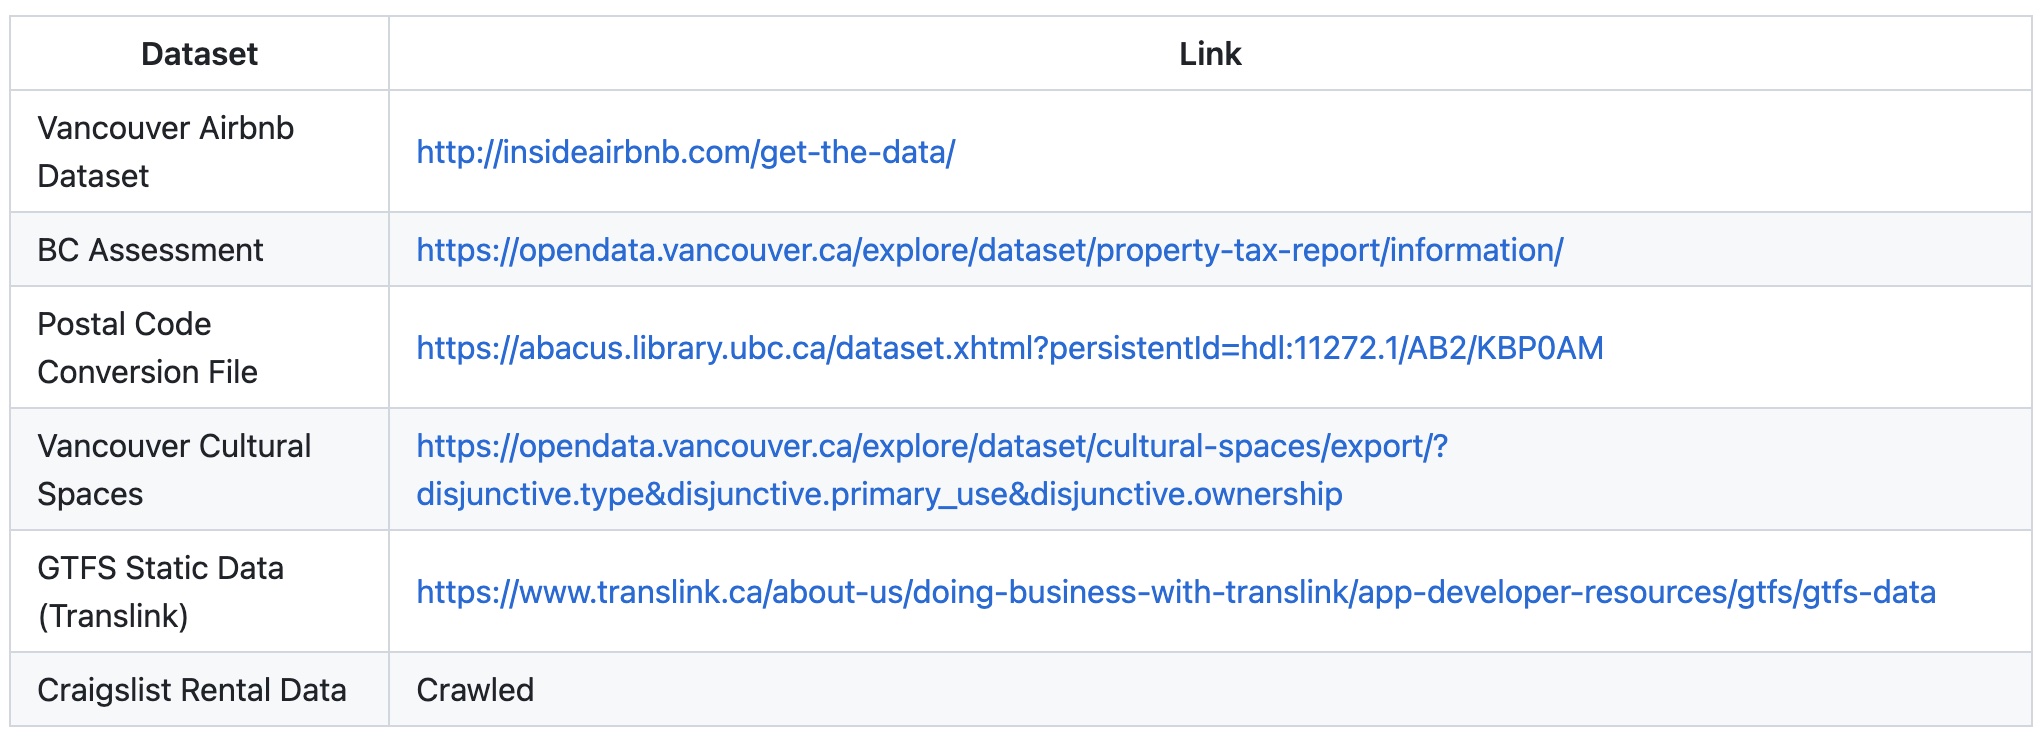 Dataset
Link
Vancouver Airbnb
Dataset
http://insideairbnb.com/get-the-data/
BC Assessment
https://opendata.vancouver.ca/explore/dataset/property-tax-report/information/
Postal Code
Conversion File
https://abacus.library.ubc.ca/dataset.xhtml?persistentId=hdl:11272.1/AB2/KBP0AM
Vancouver Cultural
Spaces
https://opendata.vancouver.ca/explore/dataset/cultural-spaces/export/?
disjunctive.type&disjunctive.primary_use&disjunctive.ownership
GTFS Static Data
(Translink)
https://www.translink.ca/about-us/doing-business-with-translink/app-developer-resources/gtfs/gtfs-data
Craigslist Rental Data
Crawled